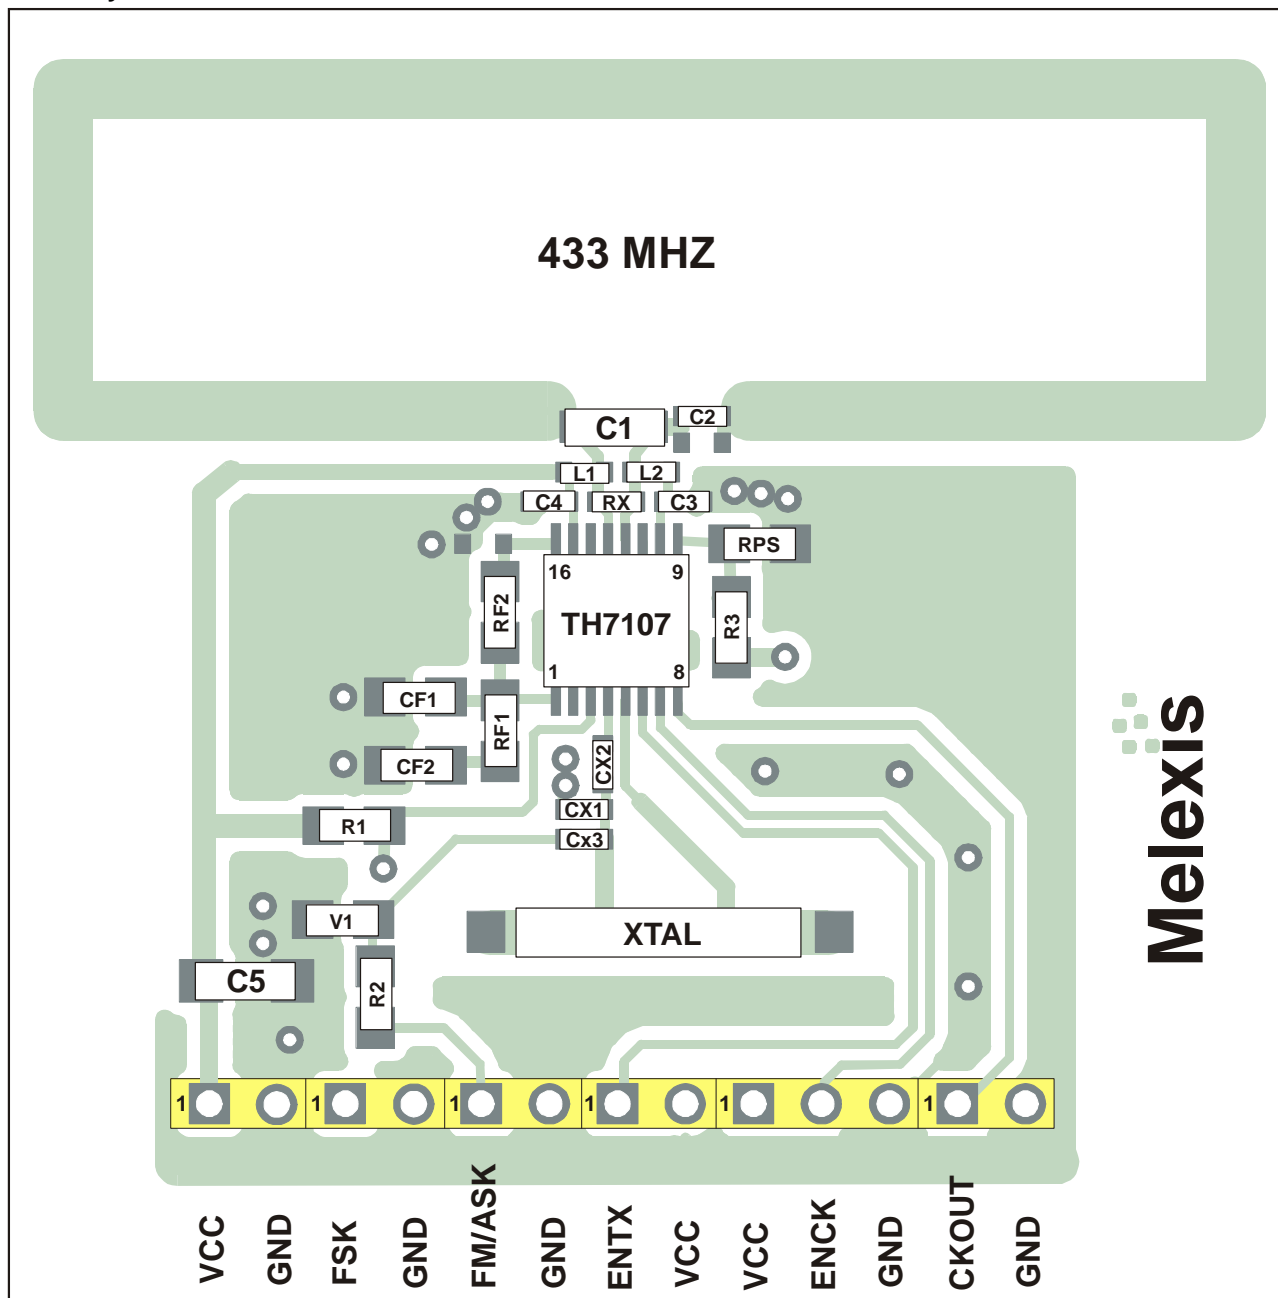 433 MHZ
C1
C2
L1
L2
C4
RX
C3
RPS
16
9
RF2
TH7107
R3
1
8
CF1
RF1
CF2
CX2
CX1
R1
Cx3
V1
XTAL
C5
R2
Melexis
1
1
1
1
1
1
VCC
GND
FSK
GND
FM/ASK
GND
ENTX
VCC
VCC
ENCK
GND
CKOUT
GND